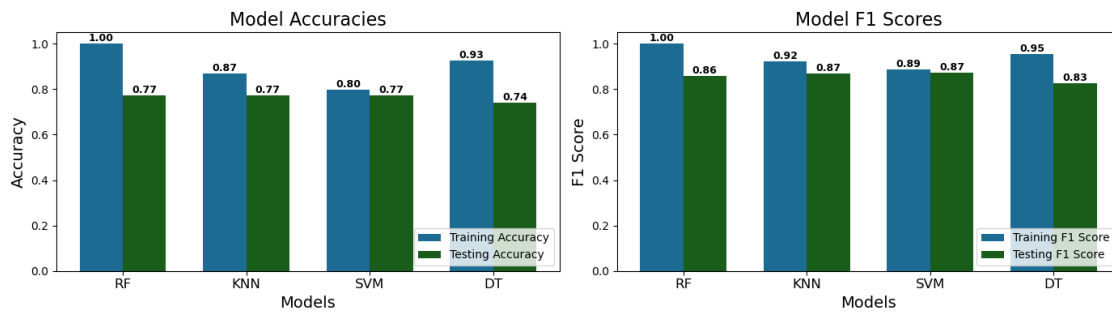 Model Accuracies
1.00
0.77
0.87
0.77
0.80
0.77
0.93
0.74
1.0
0.8
0.6
0.4
0.2
0.0
Accuracy
Training Accuracy
Testing Accuracy
RF KNN SVM DT
Models
Model F1 Scores
1.00
0.86
0.92
0.87
0.89
0.87
0.95
0.83
1.0
0.8
0.6
0.4
0.2
0.0
F1 Score
Training F1 Score
Testing F1 Score
RF KNN SVM DT
Models